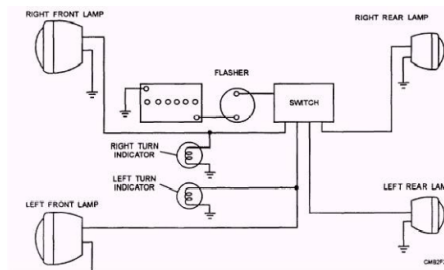 RIGHT FRONT LAMP
RIGHT REAR LAMP
FLASHER
SWITCH
RIGHT TURN
INDICATOR
LEFT TURN
INDICATOR
LEFT FRONT LAMP
LEFT REAR LAM